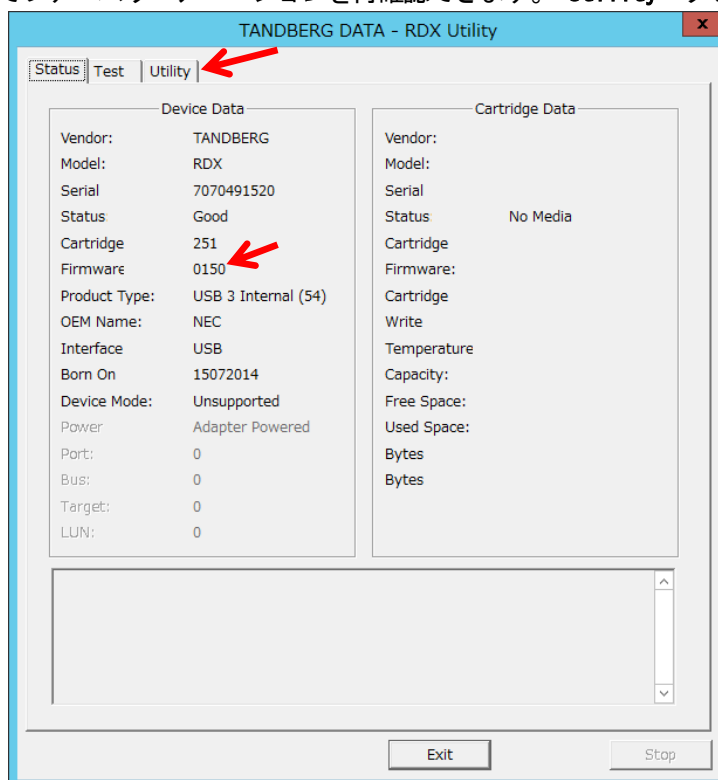 TANDBERG DATA - RDX Utility
x
Status Test Utility
Device Data
Vendor: TANDBERG
Model: RDX
Serial 7070491520
Status Good
Cartridge 251
Firmware 0150
Product Type: USB 3 Internal (54)
OEM Name: NEC
Interface USB
Born On 15072014
Device Mode: Unsupported
Power Adapter Powered
Port: 0
Bus: 0
Target: 0
LUN: 0
Cartridge Data
Vendor:
Model:
Serial
Status No Media
Cartridge
Firmware:
Cartridge
Write
Temperature
Capacity:
Free Space:
Used Space:
Bytes
Bytes
Exit Stop